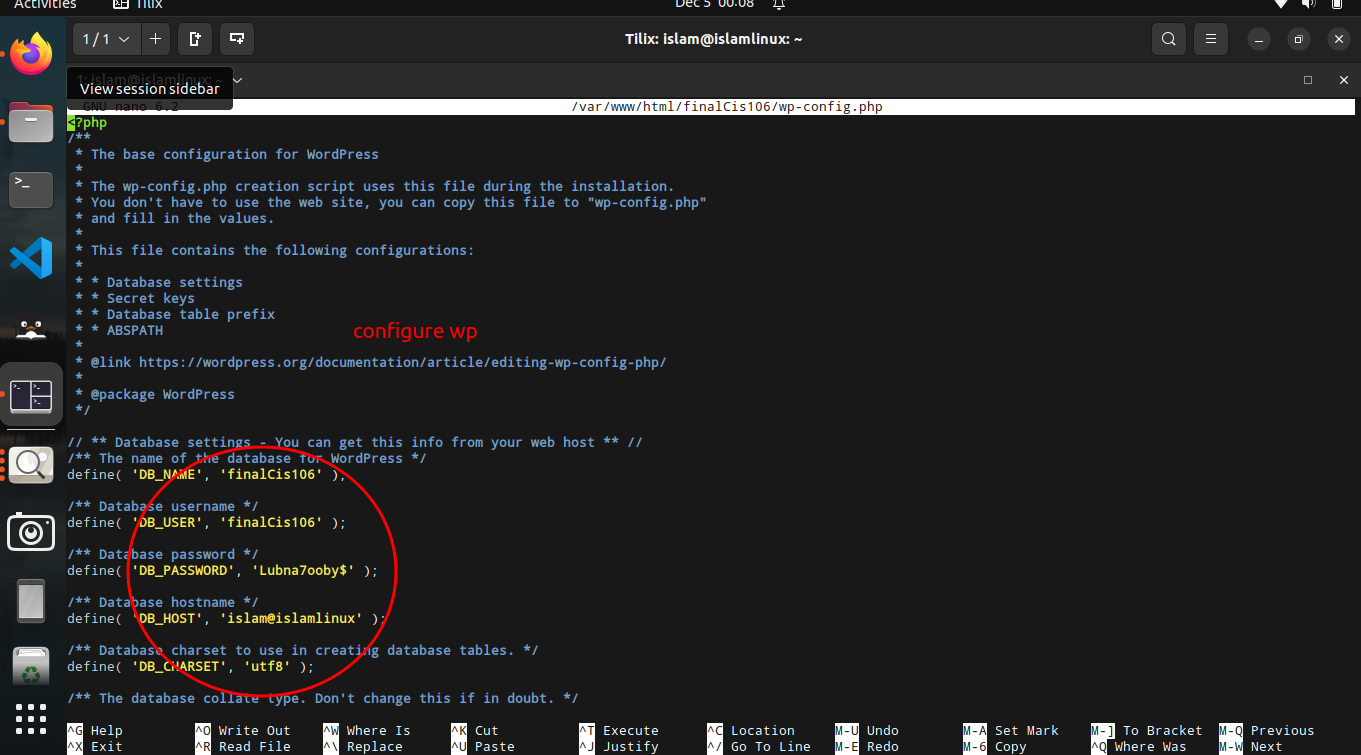 Activities Tilix Dec 5 00:08
1 / 1 Tilix: islam@islamlinux: ~
1: islam@islamlinux: ~
View session sidebar
GNU nano 6.2 /var/www/html/finalCis106/wp-config.php
<?php
/**
* The base configuration for WordPress
*
* The wp-config.php creation script uses this file during the installation.
* You don't have to use the web site, you can copy this file to "wp-config.php"
* and fill in the values.
*
* This file contains the following configurations:
*
* * Database settings
* * Secret keys
* * Database table prefix
* * ABSPATH
configure wp
*
* @link https://wordpress.org/documentation/article/editing-wp-config-php/
*
* @package WordPress
*/
// ** Database settings - You can get this info from your web host ** //
/** The name of the database for WordPress */
define( 'DB_NAME', 'finalCis106' );
/** Database username */
define( 'DB_USER', 'finalCis106' );
/** Database password */
define( 'DB_PASSWORD', 'Lubna7ooby$' );
/** Database hostname */
define( 'DB_HOST', 'islam@islamlinux' );
/** Database charset to use in creating database tables. */
define( 'DB_CHARSET', 'utf8' );
/** The database collate type. Don't change this if in doubt. */
^G Help ^O Write Out ^W Where Is ^K Cut ^T Execute ^C Location M-U Undo M-A Set Mark M-] To Bracket M-Q Previous
^X Exit ^R Read File ^\ Replace ^U Paste ^J Justify ^/ Go To Line M-E Redo M-6 Copy ^Q Where Was M-W Next